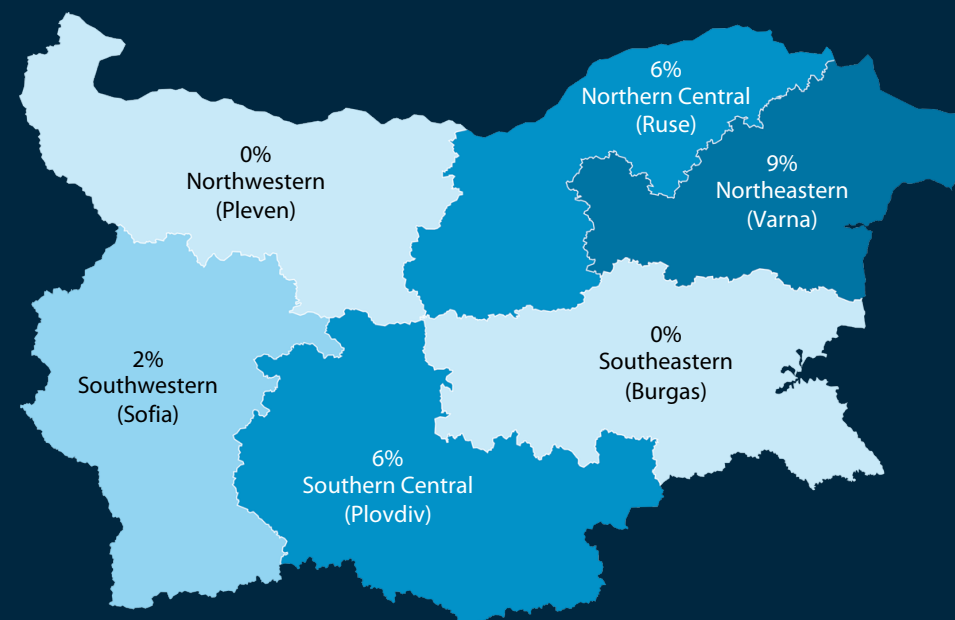 6%
Northern Central
(Ruse)
0%
Northwestern
(Pleven)
9%
Northeastern
(Varna)
2%
Southwestern
(Sofia)
0%
Southeastern
(Burgas)
6%
Southern Central
(Plovdiv)